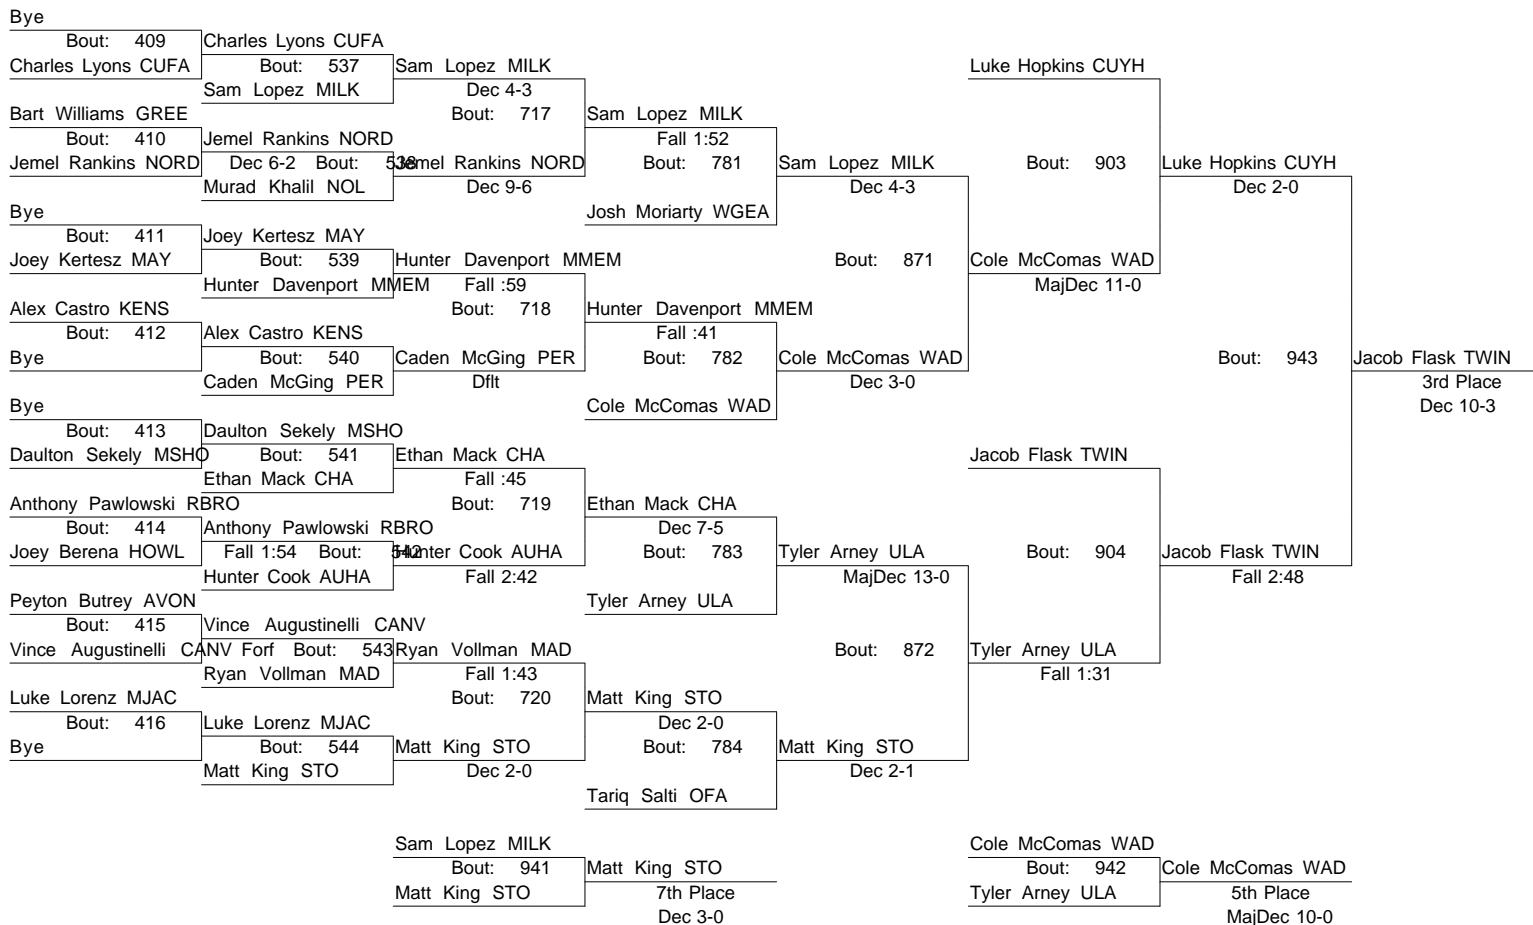 Bye
Bout: 409 Charles Lyons CUFA
Charles Lyons CUFA Bout: 537 Sam Lopez MILK Luke Hopkins CUYH
Sam Lopez MILK Dec 4-3
Bart Williams GREE Bout: 717 Sam Lopez MILK
Bout: 410 Jemel Rankins NORD Fall 1:52
Jemel Rankins NORD Dec 6-2 Bout: 538 Jemel Rankins NORD Bout: 781 Sam Lopez MILK Bout: 903 Luke Hopkins CUYH
Murad Khalil NOL Dec 9-6 Dec 4-3 Dec 2-0
Bye Josh Moriarty WGEA
Bout: 411 Joey Kertesz MAY
Joey Kertesz MAY Bout: 539 Hunter Davenport MMEM Bout: 871 Cole McComas WAD
Hunter Davenport MMEM Fall :59 MajDec 11-0
Alex Castro KENS Bout: 718 Hunter Davenport MMEM
Bout: 412 Alex Castro KENS Fall :41
Bye Bout: 540 Caden McGing PER Bout: 782 Cole McComas WAD Bout: 943 Jacob Flask TWIN
Caden McGing PER Dflt Dec 3-0 3rd Place
Bye Cole McComas WAD Dec 10-3
Bout: 413 Daulton Sekely MSHO
Daulton Sekely MSHO Bout: 541 Ethan Mack CHA Jacob Flask TWIN
Ethan Mack CHA Fall :45
Anthony Pawlowski RBRO Bout: 719 Ethan Mack CHA
Bout: 414 Anthony Pawlowski RBRO Dec 7-5
Joey Berena HOWL Fall 1:54 Bout: 542 Hunter Cook AUHA Bout: 783 Tyler Arney ULA Bout: 904 Jacob Flask TWIN
Hunter Cook AUHA Fall 2:42 MajDec 13-0 Fall 2:48
Peyton Butrey AVON Tyler Arney ULA
Bout: 415 Vince Augustinelli CANV
Vince Augustinelli CANV Forf Bout: 543 Ryan Vollman MAD Bout: 872 Tyler Arney ULA
Ryan Vollman MAD Fall 1:43 Fall 1:31
Luke Lorenz MJAC Bout: 720 Matt King STO
Bout: 416 Luke Lorenz MJAC Dec 2-0
Bye Bout: 544 Matt King STO Bout: 784 Matt King STO
Matt King STO Dec 2-0 Dec 2-1
Tariq Salti OFA
Sam Lopez MILK Cole McComas WAD
Bout: 941 Matt King STO Bout: 942 Cole McComas WAD
Matt King STO 7th Place Tyler Arney ULA 5th Place
Dec 3-0 MajDec 10-0